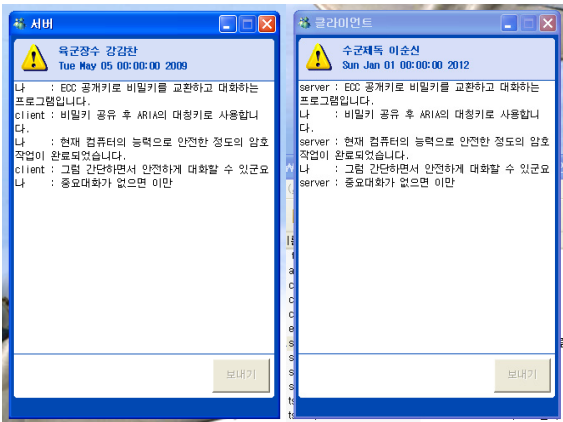 서버
육군장수 강감찬
Tue May 05 00:00:00 2009
나 : ECC 공개키로 비밀키를 교환하고 대화하는
프로그램입니다.
client : 비밀키 공유 후 ARIA의 대칭키로 사용합니
다.
나 : 현재 컴퓨터의 능력으로 안전한 정도의 암호
작업이 완료되었습니다.
client : 그럼 간단하면서 안전하게 대화할 수 있군요
나 : 중요대화가 없으면 이만
보내기
클라이언트
수군제독 이순신
Sun Jan 01 00:00:00 2012
server : ECC 공개키로 비밀키를 교환하고 대화하는
프로그램입니다.
나 : 비밀키 공유 후 ARIA의 대칭키로 사용합니
다.
server : 현재 컴퓨터의 능력으로 안전한 정도의 암호
작업이 완료되었습니다.
나 : 그럼 간단하면서 안전하게 대화할 수 있군요
server : 중요대화가 없으면 이만
보내기